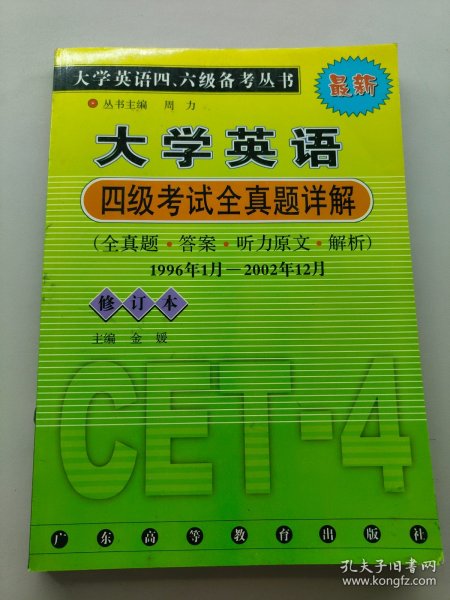 大学英语四、六级备考丛书
丛书主编 周 力
最新
大学英语
四级考试全真题详解
(全真题·答案·听力原文·解析)
1996年1月—2002年12月
修订本
主编 金 媛
CET-4
广东高等教育出版社
孔夫子旧书网
www.kongfz.com